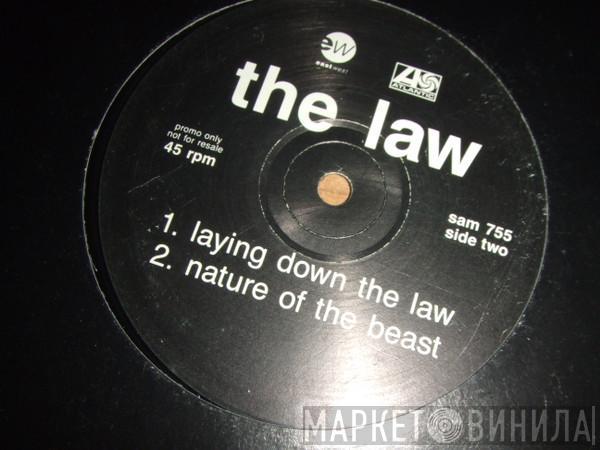 ew
east west
ATLANTIC
the law
promo only
not for resale
45 rpm
sam 755
side two
1. laying down the law
2. nature of the beast
МАРКЕТ ВИНИЛА